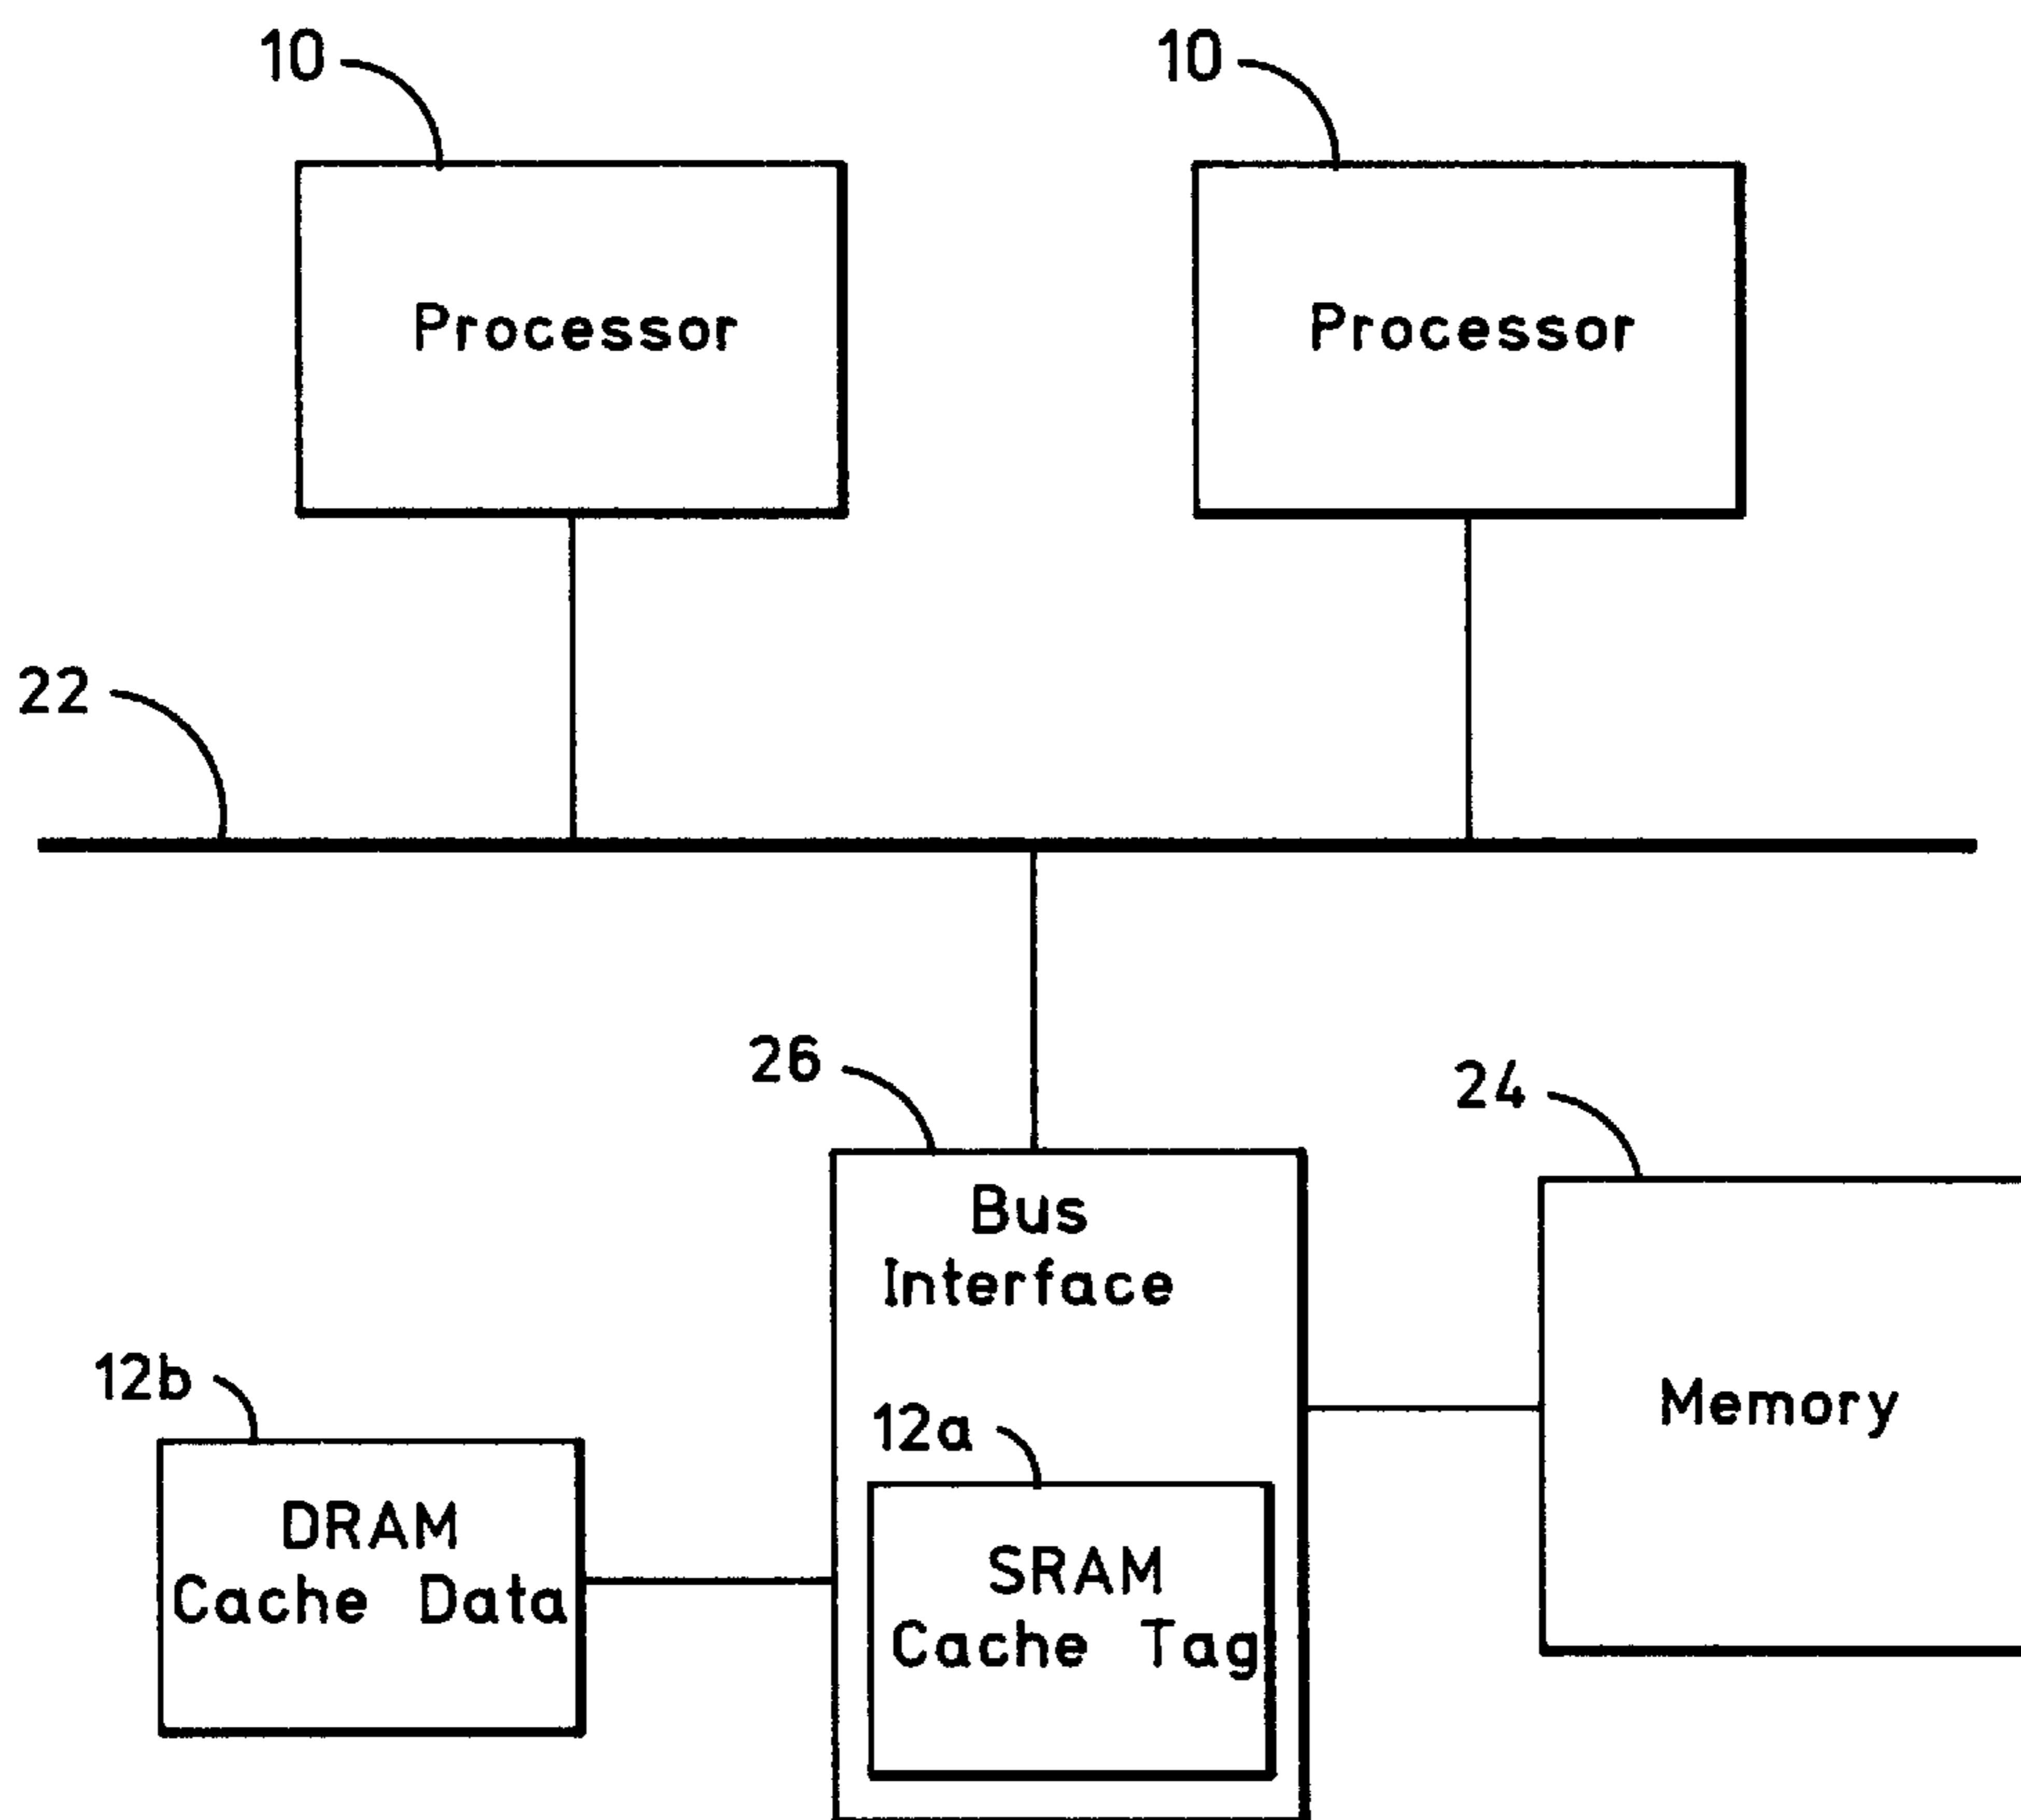 10
10
Processor
Processor
22
26
24
Bus
Interface
12b
12a
Memory
DRAM
Cache Data
SRAM
Cache Tag